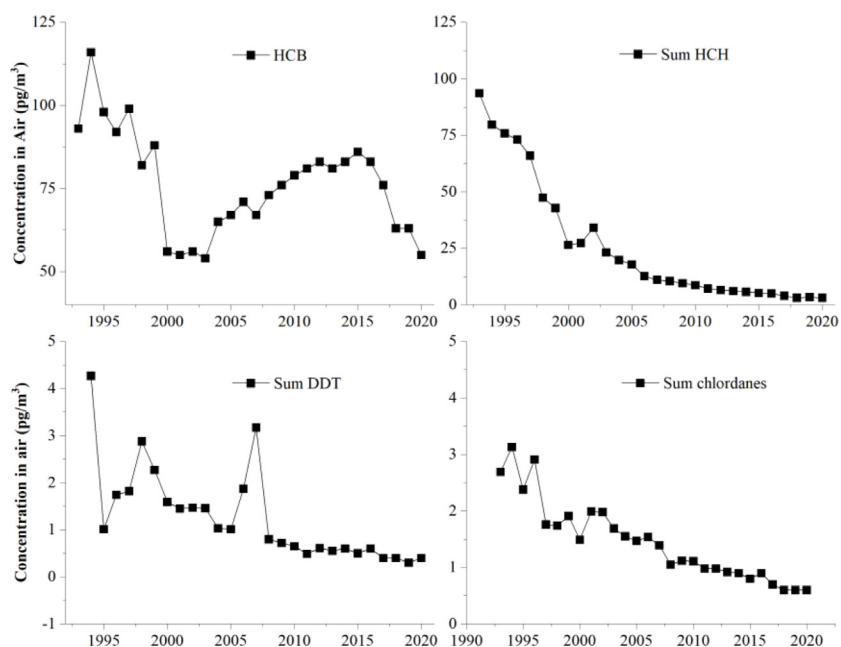 125
100
75
50
Concentration in Air (pg/m³)
HCB
1995 2000 2005 2010 2015 2020
125
100
75
50
25
0
Sum HCH
1995 2000 2005 2010 2015 2020
5
4
3
2
1
0
-1
Concentration in air (pg/m³)
Sum DDT
1995 2000 2005 2010 2015 2020
5
4
3
2
1
0
Sum chlordanes
1990 1995 2000 2005 2010 2015 2020